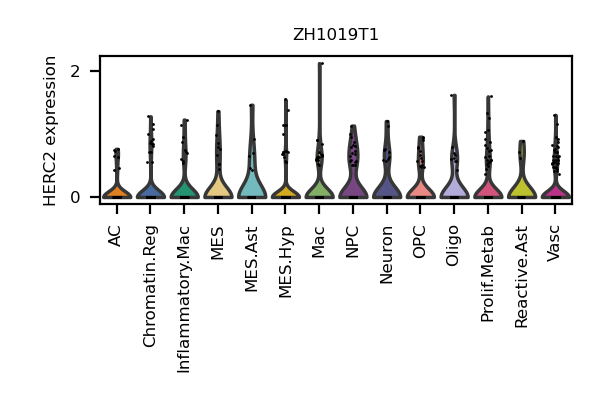 ZH1019T1
HERC2 expression
2
0
AC
Chromatin.Reg
Inflammatory.Mac
MES
MES.Ast
MES.Hyp
Mac
NPC
Neuron
OPC
Oligo
Prolif.Metab
Reactive.Ast
Vasc